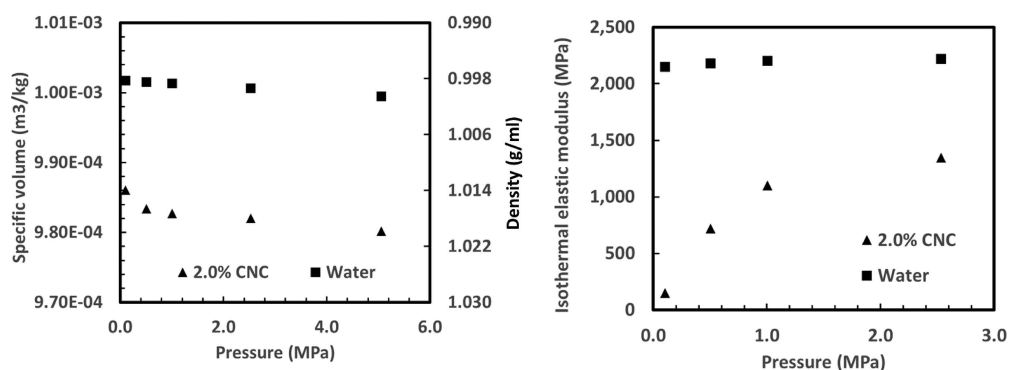 1.01E-03
1.00E-03
9.90E-04
9.80E-04
9.70E-04
Specific volume (m3/kg)
0.990
0.998
1.006
1.014
1.022
1.030
Density (g/ml)
2.0% CNC
Water
0.0 2.0 4.0 6.0
Pressure (MPa)
2,500
2,000
1,500
1,000
500
0
Isothermal elastic modulus (MPa)
2.0% CNC
Water
0.0 1.0 2.0 3.0
Pressure (MPa)